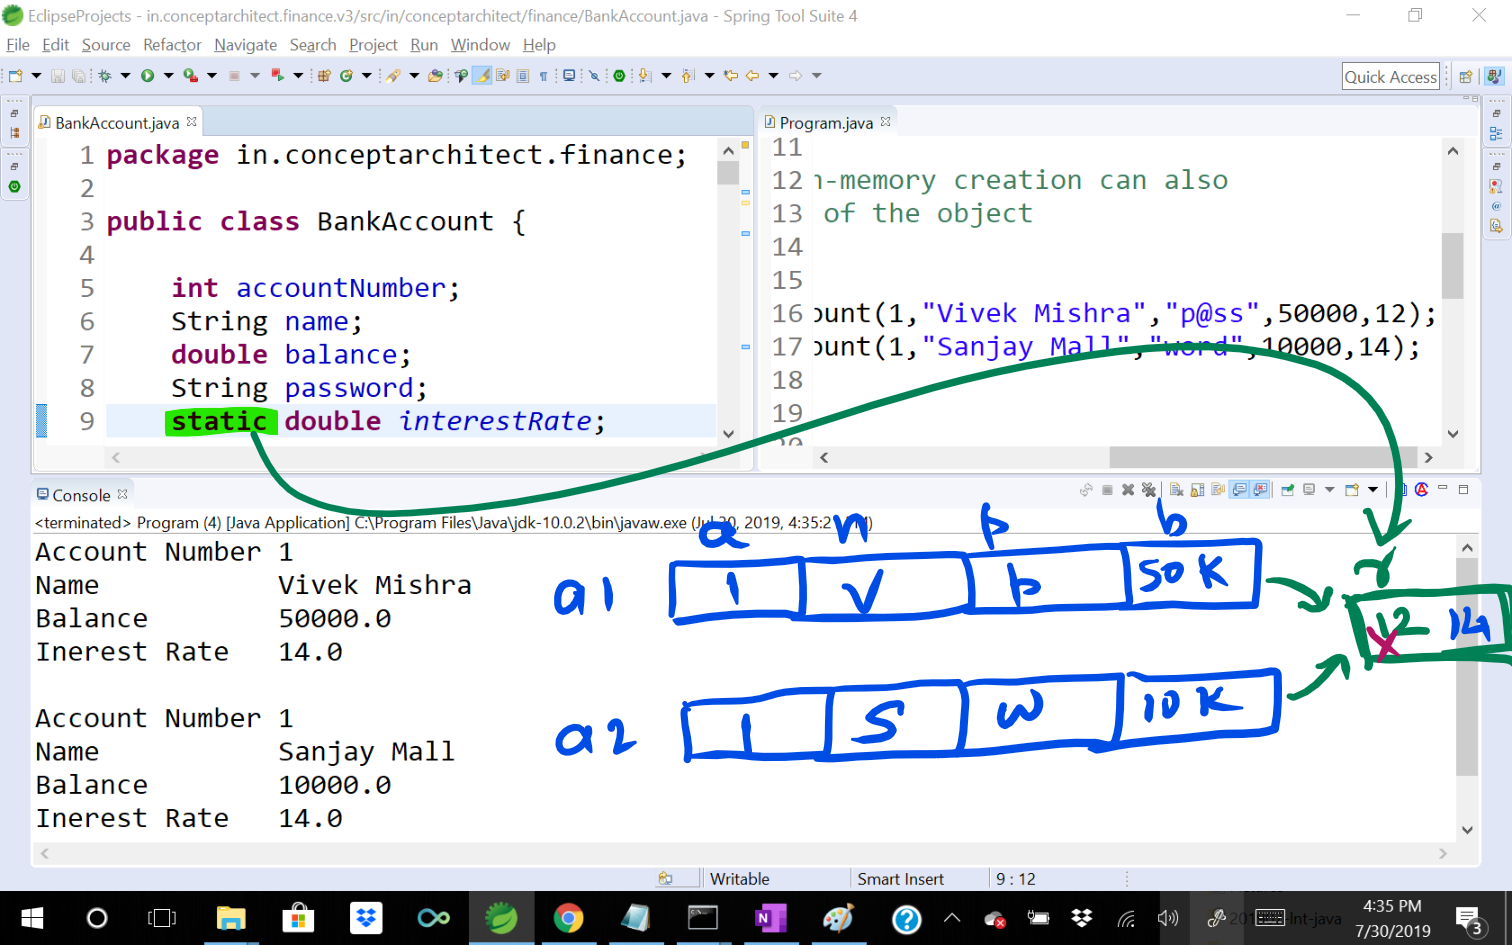 EclipseProjects - in.conceptarchitect.finance.v3/src/in/conceptarchitect/finance/BankAccount.java - Spring Tool Suite 4
File Edit Source Refactor Navigate Search Project Run Window Help
Quick Access
BankAccount.java
1 package in.conceptarchitect.finance;
2
3 public class BankAccount {
4
5 int accountNumber;
6 String name;
7 double balance;
8 String password;
9 static double interestRate;
Program.java
11
12 n-memory creation can also
13 of the object
14
15
16 ount(1,"Vivek Mishra","p@ss",50000,12);
17 ount(1,"Sanjay Mall","word",10000,14);
18
19
20
Console
<terminated> Program (4) [Java Application] C:\Program Files\Java\jdk-10.0.2\bin\javaw.exe (Jul 30, 2019, 4:35:2 PM)
Account Number 1
Name Vivek Mishra
Balance 50000.0
Inerest Rate 14.0
Account Number 1
Name Sanjay Mall
Balance 10000.0
Inerest Rate 14.0
a n p b
a1 1 V p 50K
r
12 14
a2 1 S W 10K
Writable Smart Insert 9 : 12
4:35 PM
7/30/2019
3